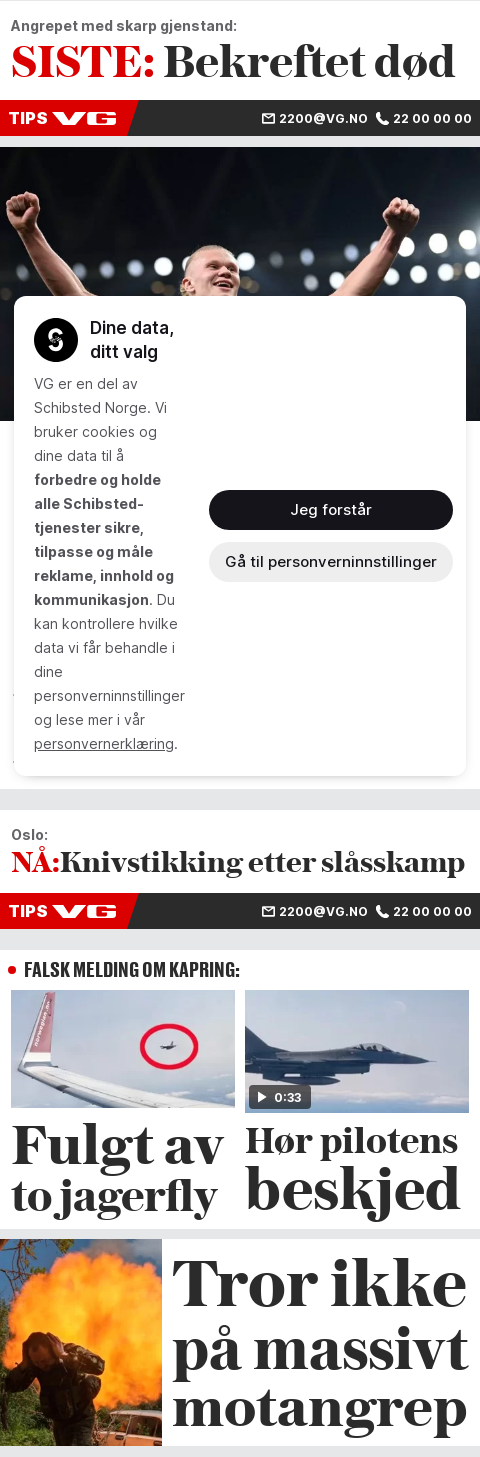 Angrepet med skarp gjenstand:
SISTE: Bekreftet død
TIPS VG 2200@VG.NO 22 00 00 00
Dine data,
ditt valg
VG er en del av
Schibsted Norge. Vi
bruker cookies og
dine data til å
forbedre og holde
alle Schibsted-
tjenester sikre,
tilpasse og måle
reklame, innhold og
kommunikasjon. Du
kan kontrollere hvilke
data vi får behandle i
dine
personverninnstillinger
og lese mer i vår
personvernerklæring.
Jeg forstår
Gå til personverninnstillinger
Oslo:
NÅ:Knivstikking etter slåsskamp
TIPS VG 2200@VG.NO 22 00 00 00
FALSK MELDING OM KAPRING:
0:33
Fulgt av
to jagerfly
Hør pilotens
beskjed
Tror ikke
på massivt
motangrep